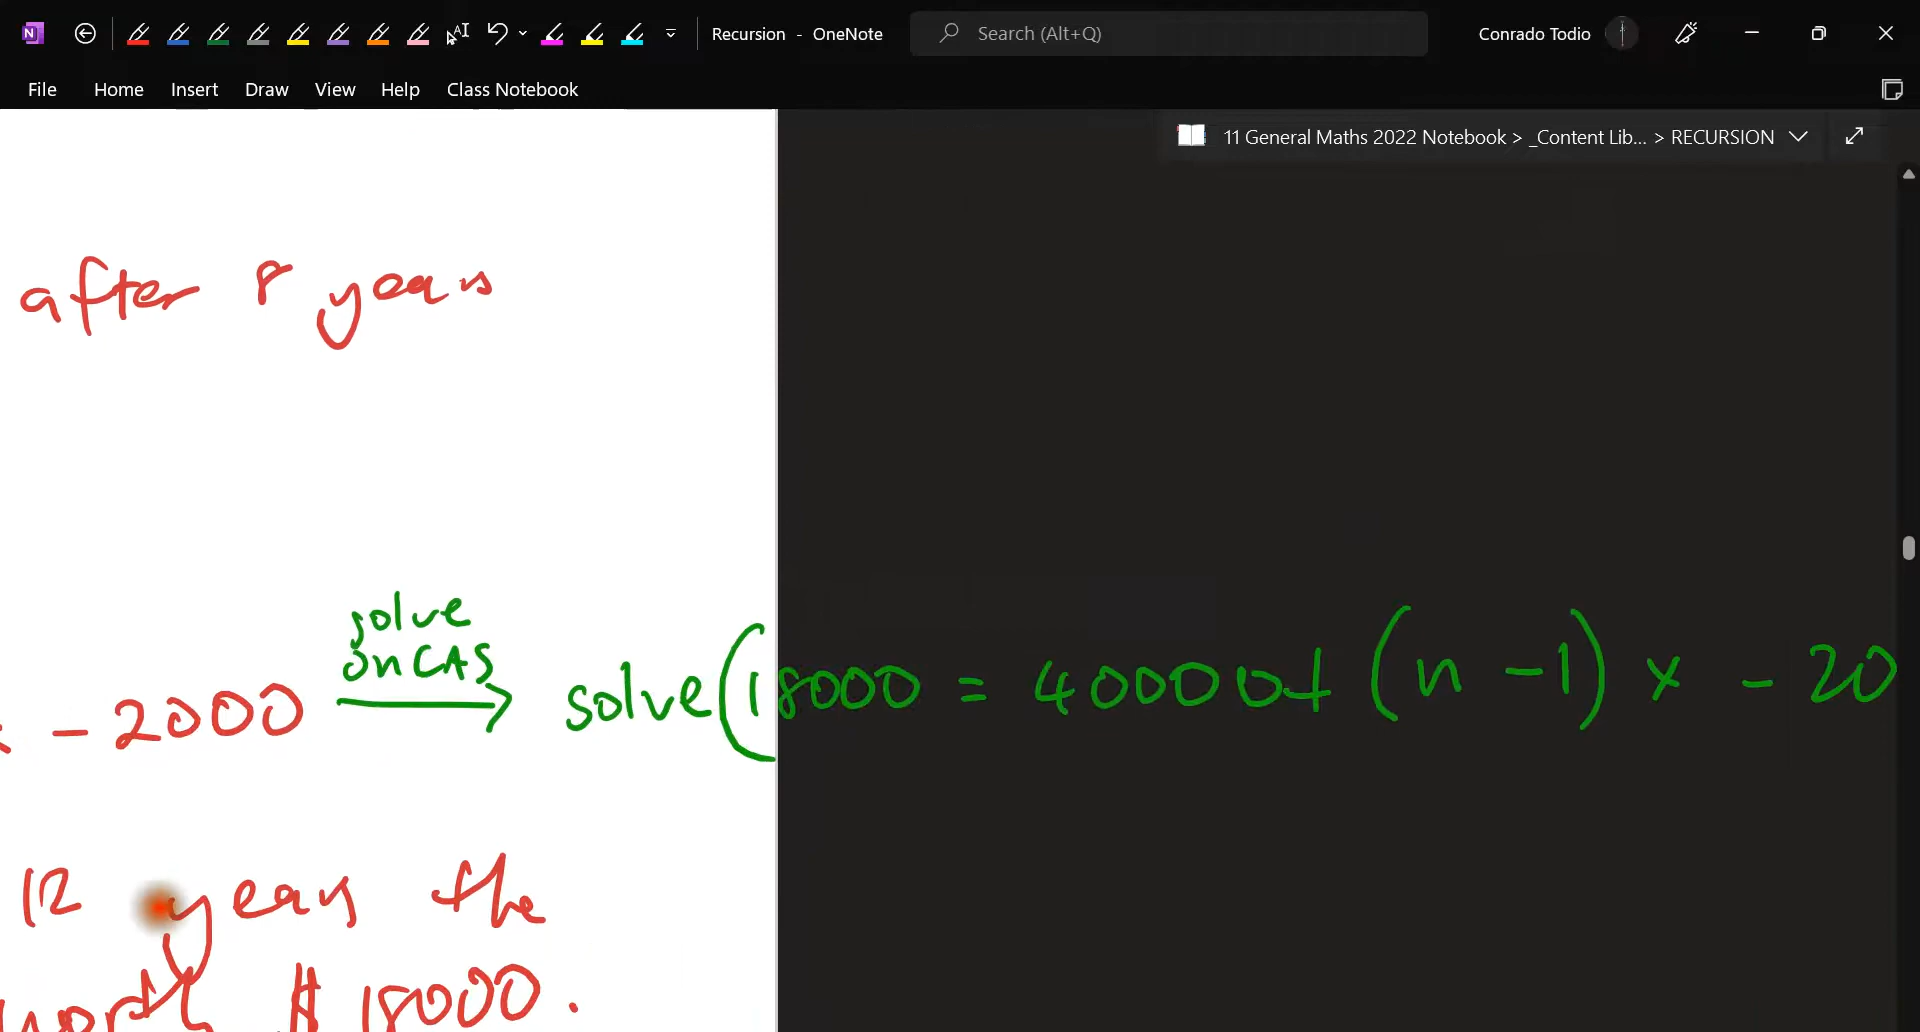 Recursion - OneNote
Search (Alt+Q)
Conrado Todio
File Home Insert Draw View Help Class Notebook
11 General Maths 2022 Notebook > _Content Lib... > RECURSION
after 8 years
solve
on CAS
- 2000 → solve(18000 = 40000 + (n - 1) × - 20
12 years the
worth $ 18000.